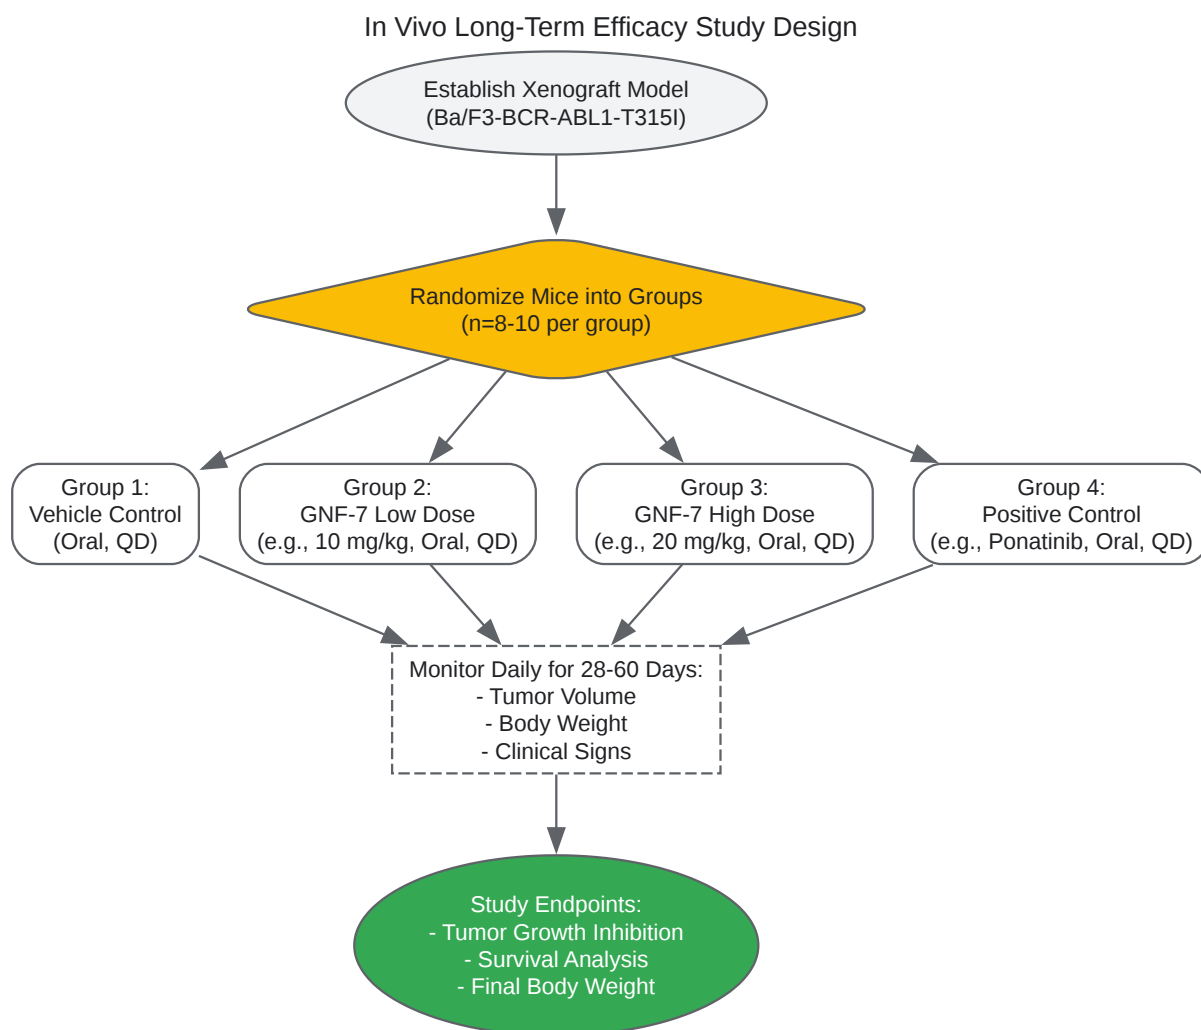 In Vivo Long-Term Efficacy Study Design
Establish Xenograft Model
(Ba/F3-BCR-ABL1-T315I)
Randomize Mice into Groups
(n=8-10 per group)
Group 1:
Vehicle Control
(Oral, QD)
Group 2:
GNF-7 Low Dose
(e.g., 10 mg/kg, Oral, QD)
Group 3:
GNF-7 High Dose
(e.g., 20 mg/kg, Oral, QD)
Group 4:
Positive Control
(e.g., Ponatinib, Oral, QD)
Monitor Daily for 28-60 Days:
- Tumor Volume
- Body Weight
- Clinical Signs
Study Endpoints:
- Tumor Growth Inhibition
- Survival Analysis
- Final Body Weight